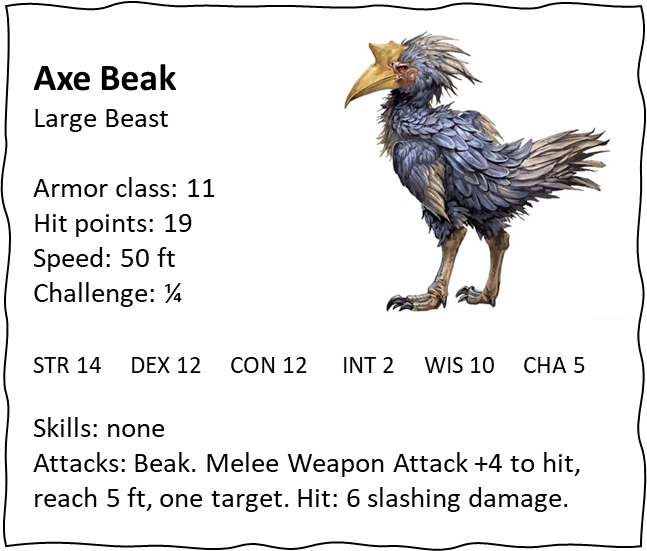 Axe Beak
Large Beast
Armor class: 11
Hit points: 19
Speed: 50 ft
Challenge: ¼
STR 14 DEX 12 CON 12 INT 2 WIS 10 CHA 5
Skills: none
Attacks: Beak. Melee Weapon Attack +4 to hit,
reach 5 ft, one target. Hit: 6 slashing damage.